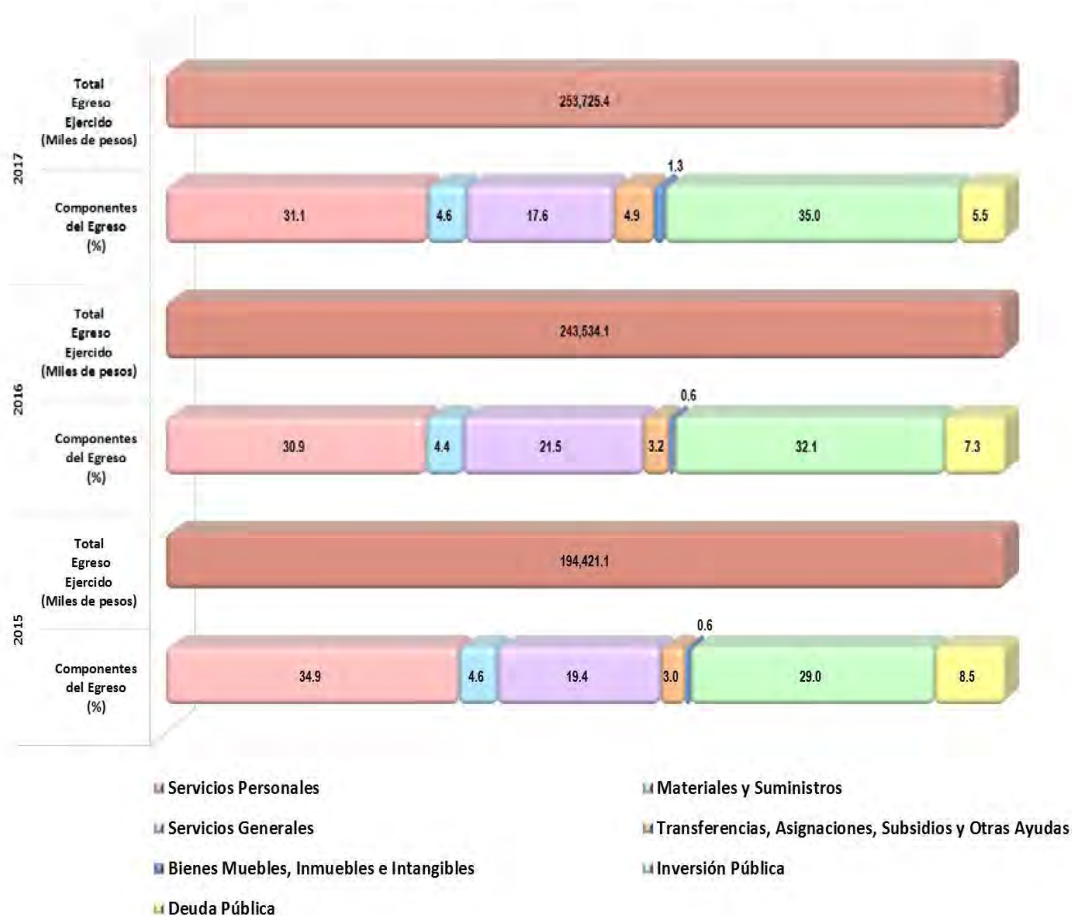 2017
Total
Egreso
Ejercido
(Miles de pesos)
253,725.4
Componentes
del Egreso
(%)
31.1
4.6
17.6
4.9
1.3
35.0
5.5
2016
Total
Egreso
Ejercido
(Miles de pesos)
243,534.1
Componentes
del Egreso
(%)
30.9
4.4
21.5
3.2
0.6
32.1
7.3
2015
Total
Egreso
Ejercido
(Miles de pesos)
194,421.1
Componentes
del Egreso
(%)
34.9
4.6
19.4
3.0
0.6
29.0
8.5
Servicios Personales
Materiales y Suministros
Servicios Generales
Transferencias, Asignaciones, Subsidios y Otras Ayudas
Bienes Muebles, Inmuebles e Intangibles
Inversión Pública
Deuda Pública